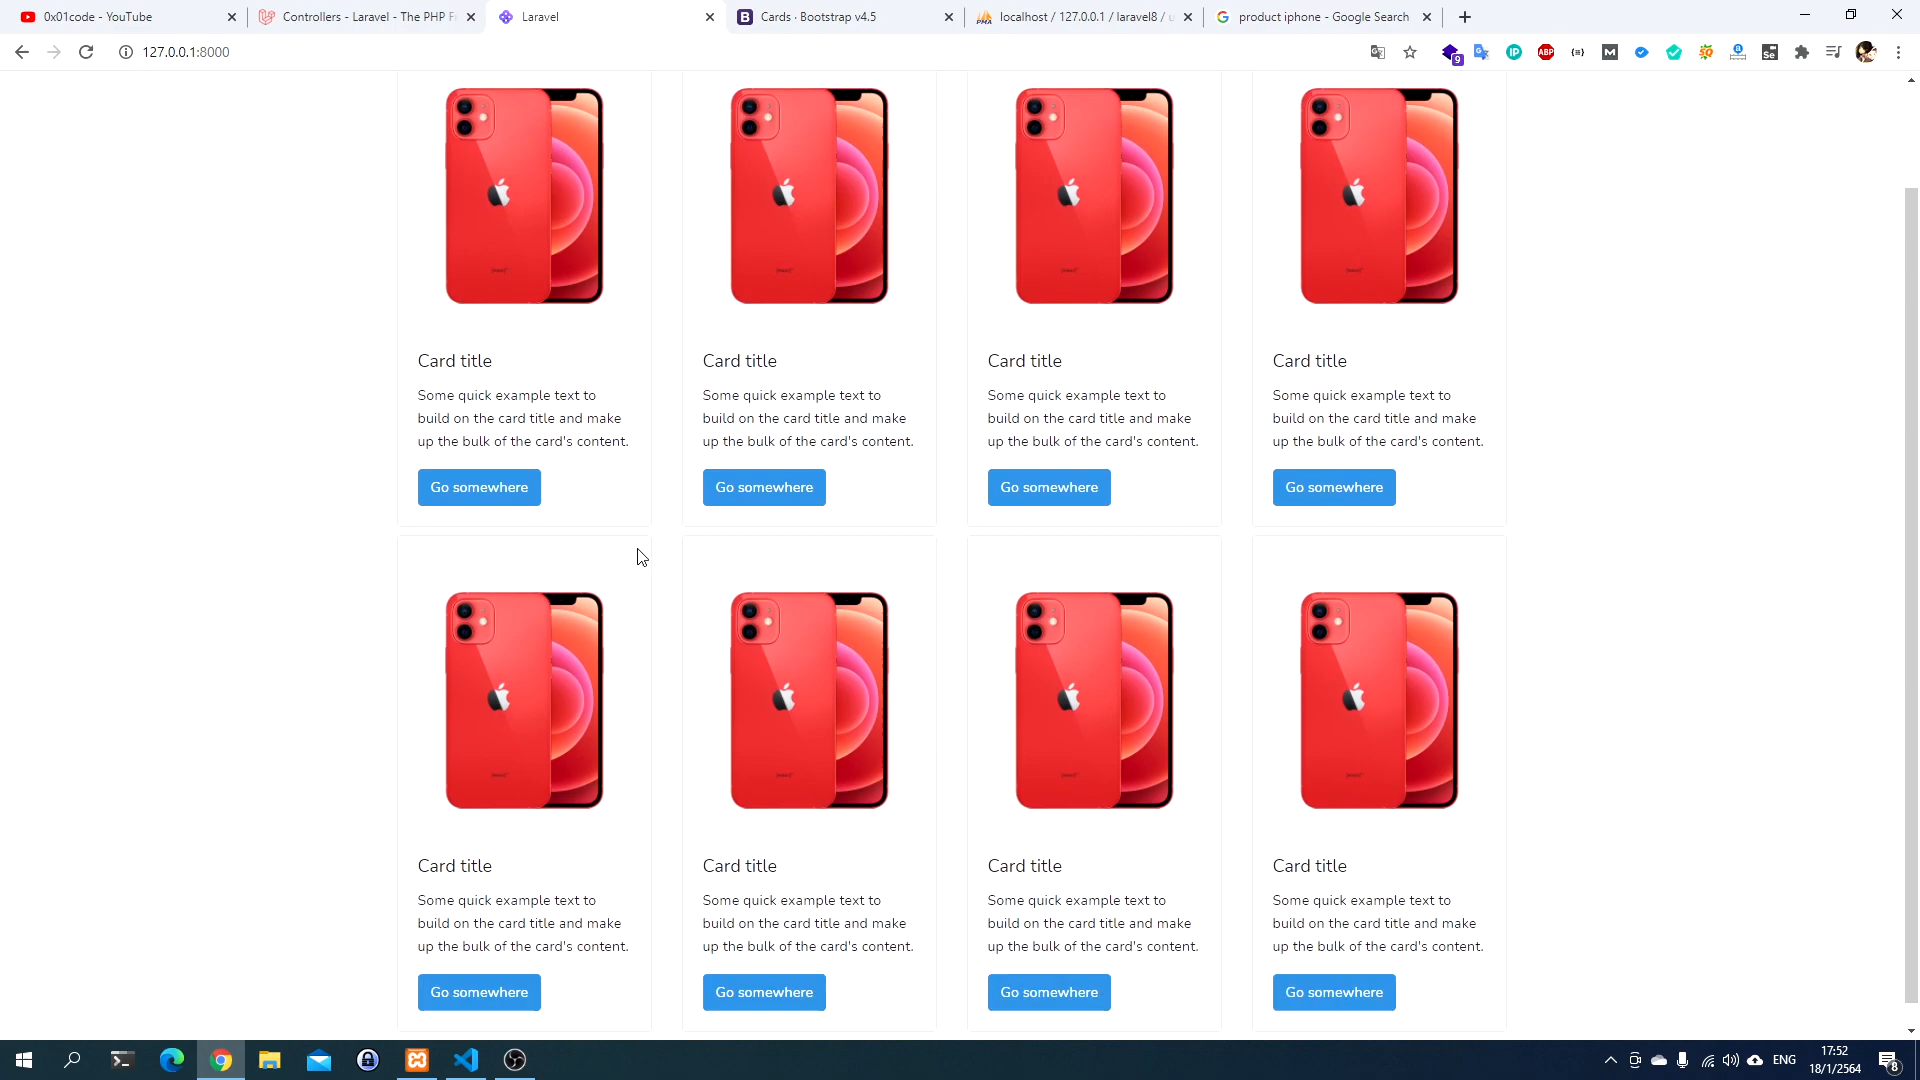 0x01code - YouTube
Controllers - Laravel - The PHP F
Laravel
Cards · Bootstrap v4.5
localhost / 127.0.0.1 / laravel8 / u
product iphone - Google Search
127.0.0.1:8000
9
IP
ABP
M
SQ
Se
Card title
Some quick example text to
build on the card title and make
up the bulk of the card's content.
Go somewhere
Card title
Some quick example text to
build on the card title and make
up the bulk of the card's content.
Go somewhere
Card title
Some quick example text to
build on the card title and make
up the bulk of the card's content.
Go somewhere
Card title
Some quick example text to
build on the card title and make
up the bulk of the card's content.
Go somewhere
Card title
Some quick example text to
build on the card title and make
up the bulk of the card's content.
Go somewhere
Card title
Some quick example text to
build on the card title and make
up the bulk of the card's content.
Go somewhere
Card title
Some quick example text to
build on the card title and make
up the bulk of the card's content.
Go somewhere
Card title
Some quick example text to
build on the card title and make
up the bulk of the card's content.
Go somewhere
ENG
17:52
18/1/2564
8